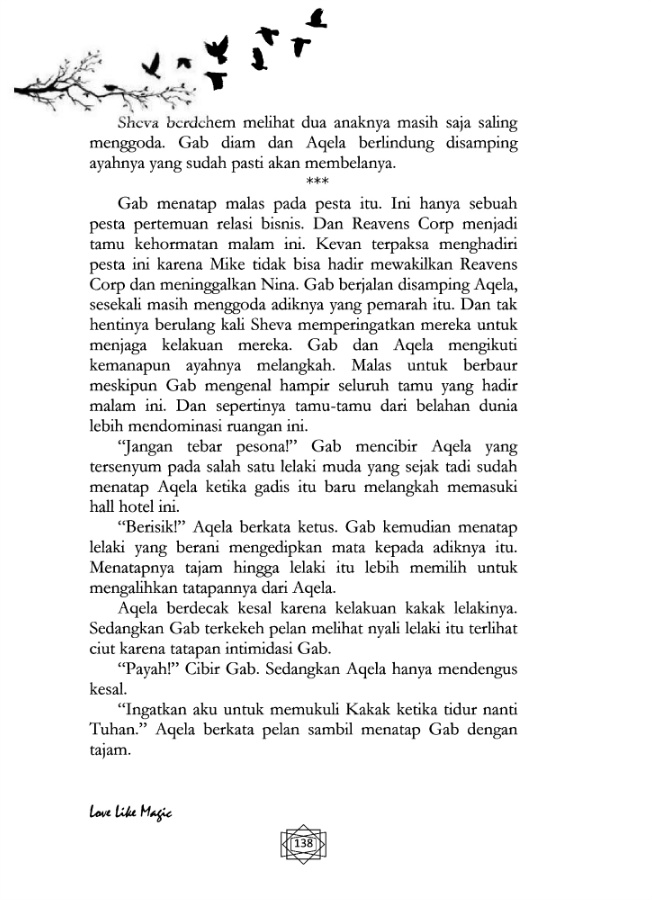 Sheva berdehem melihat dua anaknya masih saja saling
menggoda. Gab diam dan Aqela berlindung disamping
ayahnya yang sudah pasti akan membelanya.
***
Gab menatap malas pada pesta itu. Ini hanya sebuah
pesta pertemuan relasi bisnis. Dan Reavens Corp menjadi
tamu kehormatan malam ini. Kevan terpaksa menghadiri
pesta ini karena Mike tidak bisa hadir mewakilkan Reavens
Corp dan meninggalkan Nina. Gab berjalan disamping Aqela,
sesekali masih menggoda adiknya yang pemarah itu. Dan tak
hentinya berulang kali Sheva memperingatkan mereka untuk
menjaga kelakuan mereka. Gab dan Aqela mengikuti
kemanapun ayahnya melangkah. Malas untuk berbaur
meskipun Gab mengenal hampir seluruh tamu yang hadir
malam ini. Dan sepertinya tamu-tamu dari belahan dunia
lebih mendominasi ruangan ini.
“Jangan tebar pesona!” Gab mencibir Aqela yang
tersenyum pada salah satu lelaki muda yang sejak tadi sudah
menatap Aqela ketika gadis itu baru melangkah memasuki
hall hotel ini.
“Berisik!” Aqela berkata ketus. Gab kemudian menatap
lelaki yang berani mengedipkan mata kepada adiknya itu.
Menatapnya tajam hingga lelaki itu lebih memilih untuk
mengalihkan tatapannya dari Aqela.
Aqela berdecak kesal karena kelakuan kakak lelakinya.
Sedangkan Gab terkekeh pelan melihat nyali lelaki itu terlihat
ciut karena tatapan intimidasi Gab.
“Payah!” Cibir Gab. Sedangkan Aqela hanya mendengus
kesal.
“Ingatkan aku untuk memukuli Kakak ketika tidur nanti
Tuhan.” Aqela berkata pelan sambil menatap Gab dengan
tajam.
Love Like Magic
138